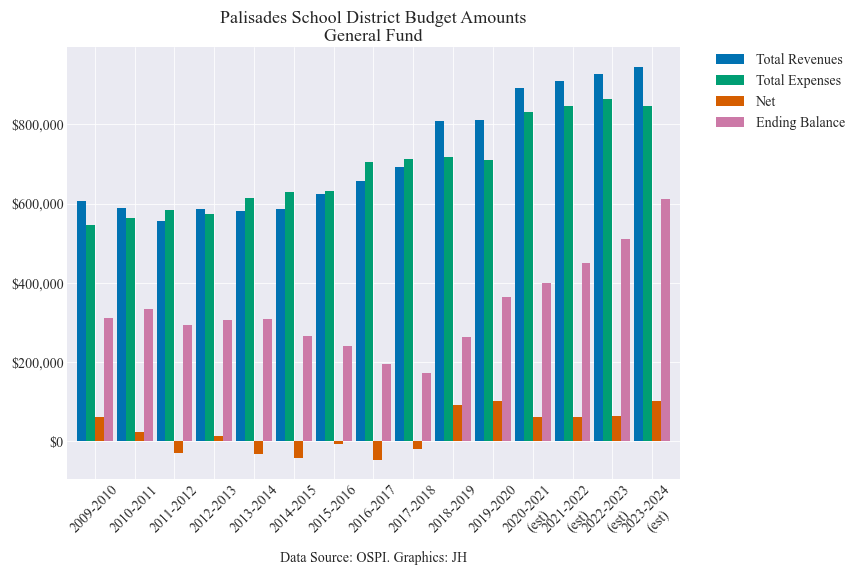 Palisades School District Budget Amounts
General Fund
Total Revenues
Total Expenses
Net
Ending Balance
$800,000
$600,000
$400,000
$200,000
$0
2009-2010
2010-2011
2011-2012
2012-2013
2013-2014
2014-2015
2015-2016
2016-2017
2017-2018
2018-2019
2019-2020
2020-2021
(est)
2021-2022
(est)
2022-2023
(est)
2023-2024
(est)
Data Source: OSPI. Graphics: JH